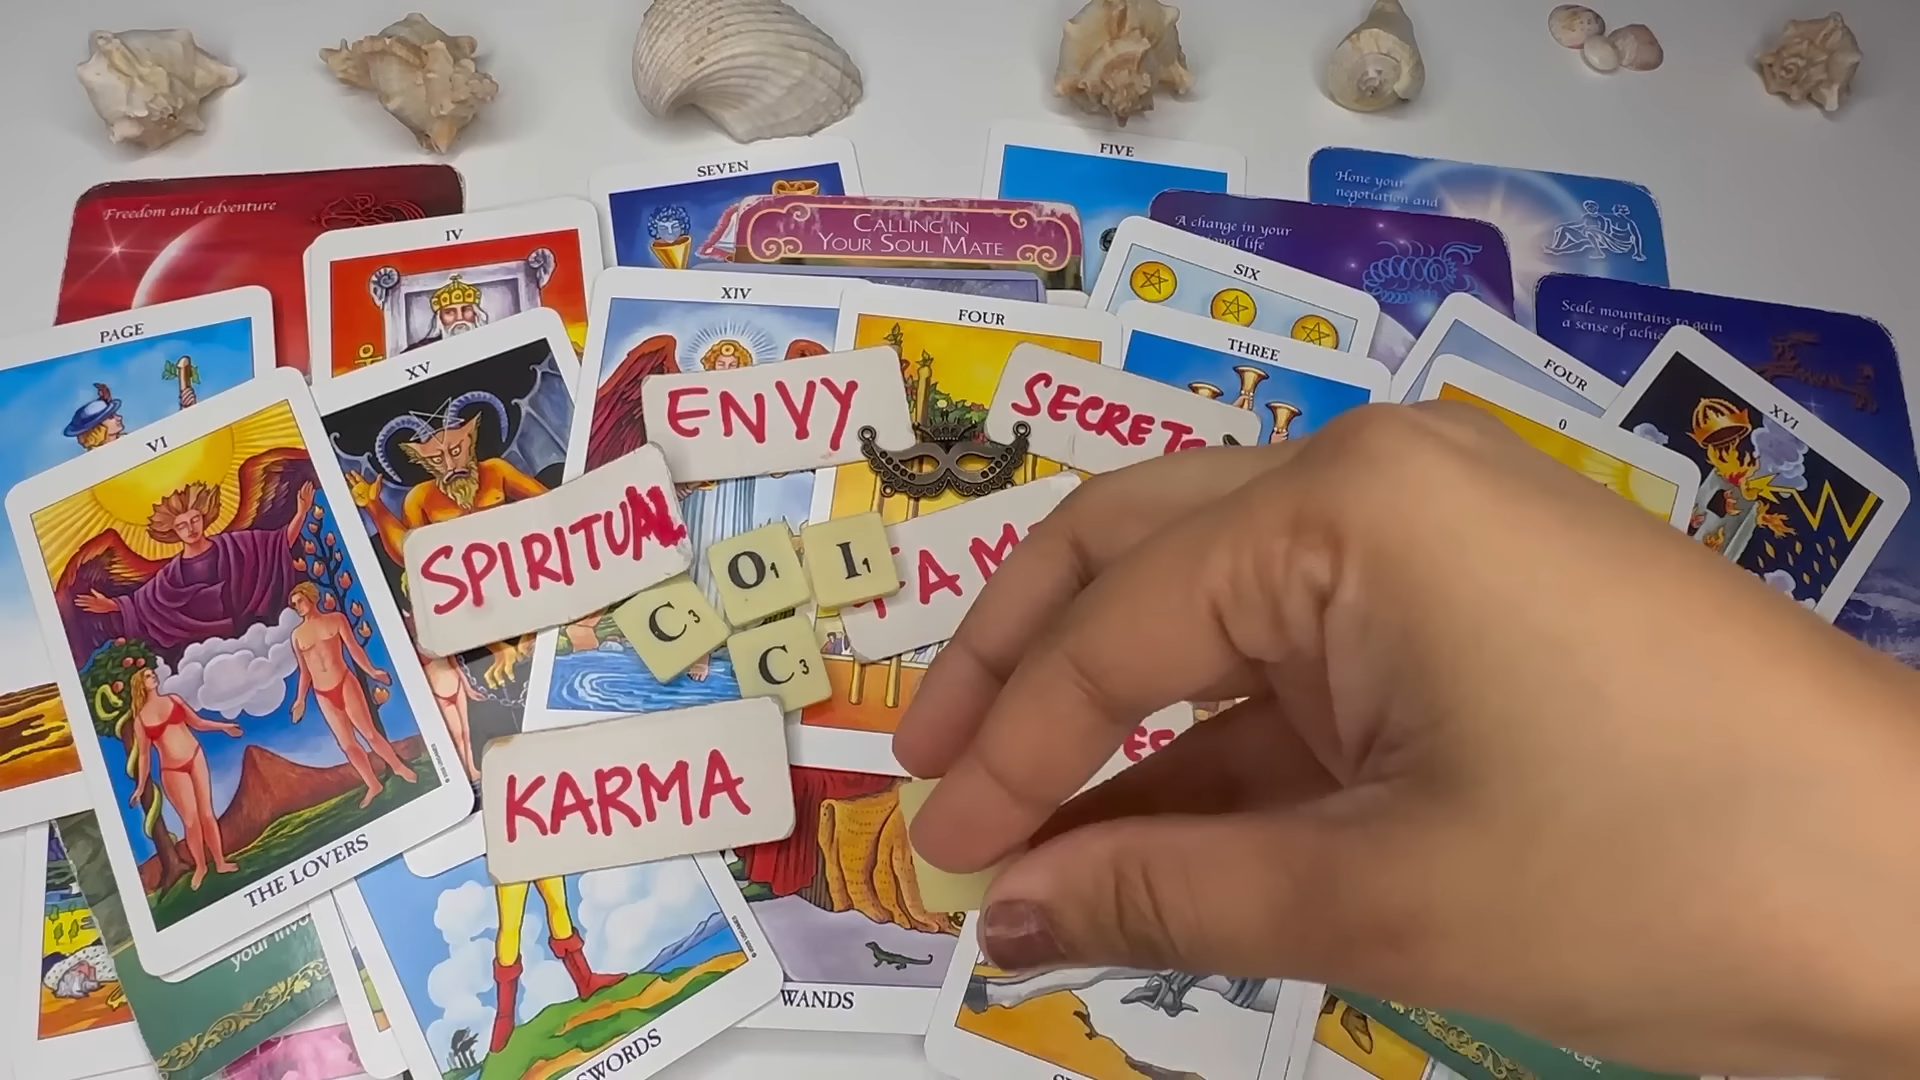 SEVEN
FIVE
Hone your
negotiation and
Freedom and adventure
CALLING IN
YOUR SOUL MATE
A change in your
IV
SIX
PAGE
XIV
FOUR
THREE
Scale mountains to gain
a sense of
XV
FOUR
XVI
0
VI
ENVY
SECRETS
SPIRITUAL
O1
I1
C3
C3
KARMA
THE LOVERS
your
WANDS
SWORDS